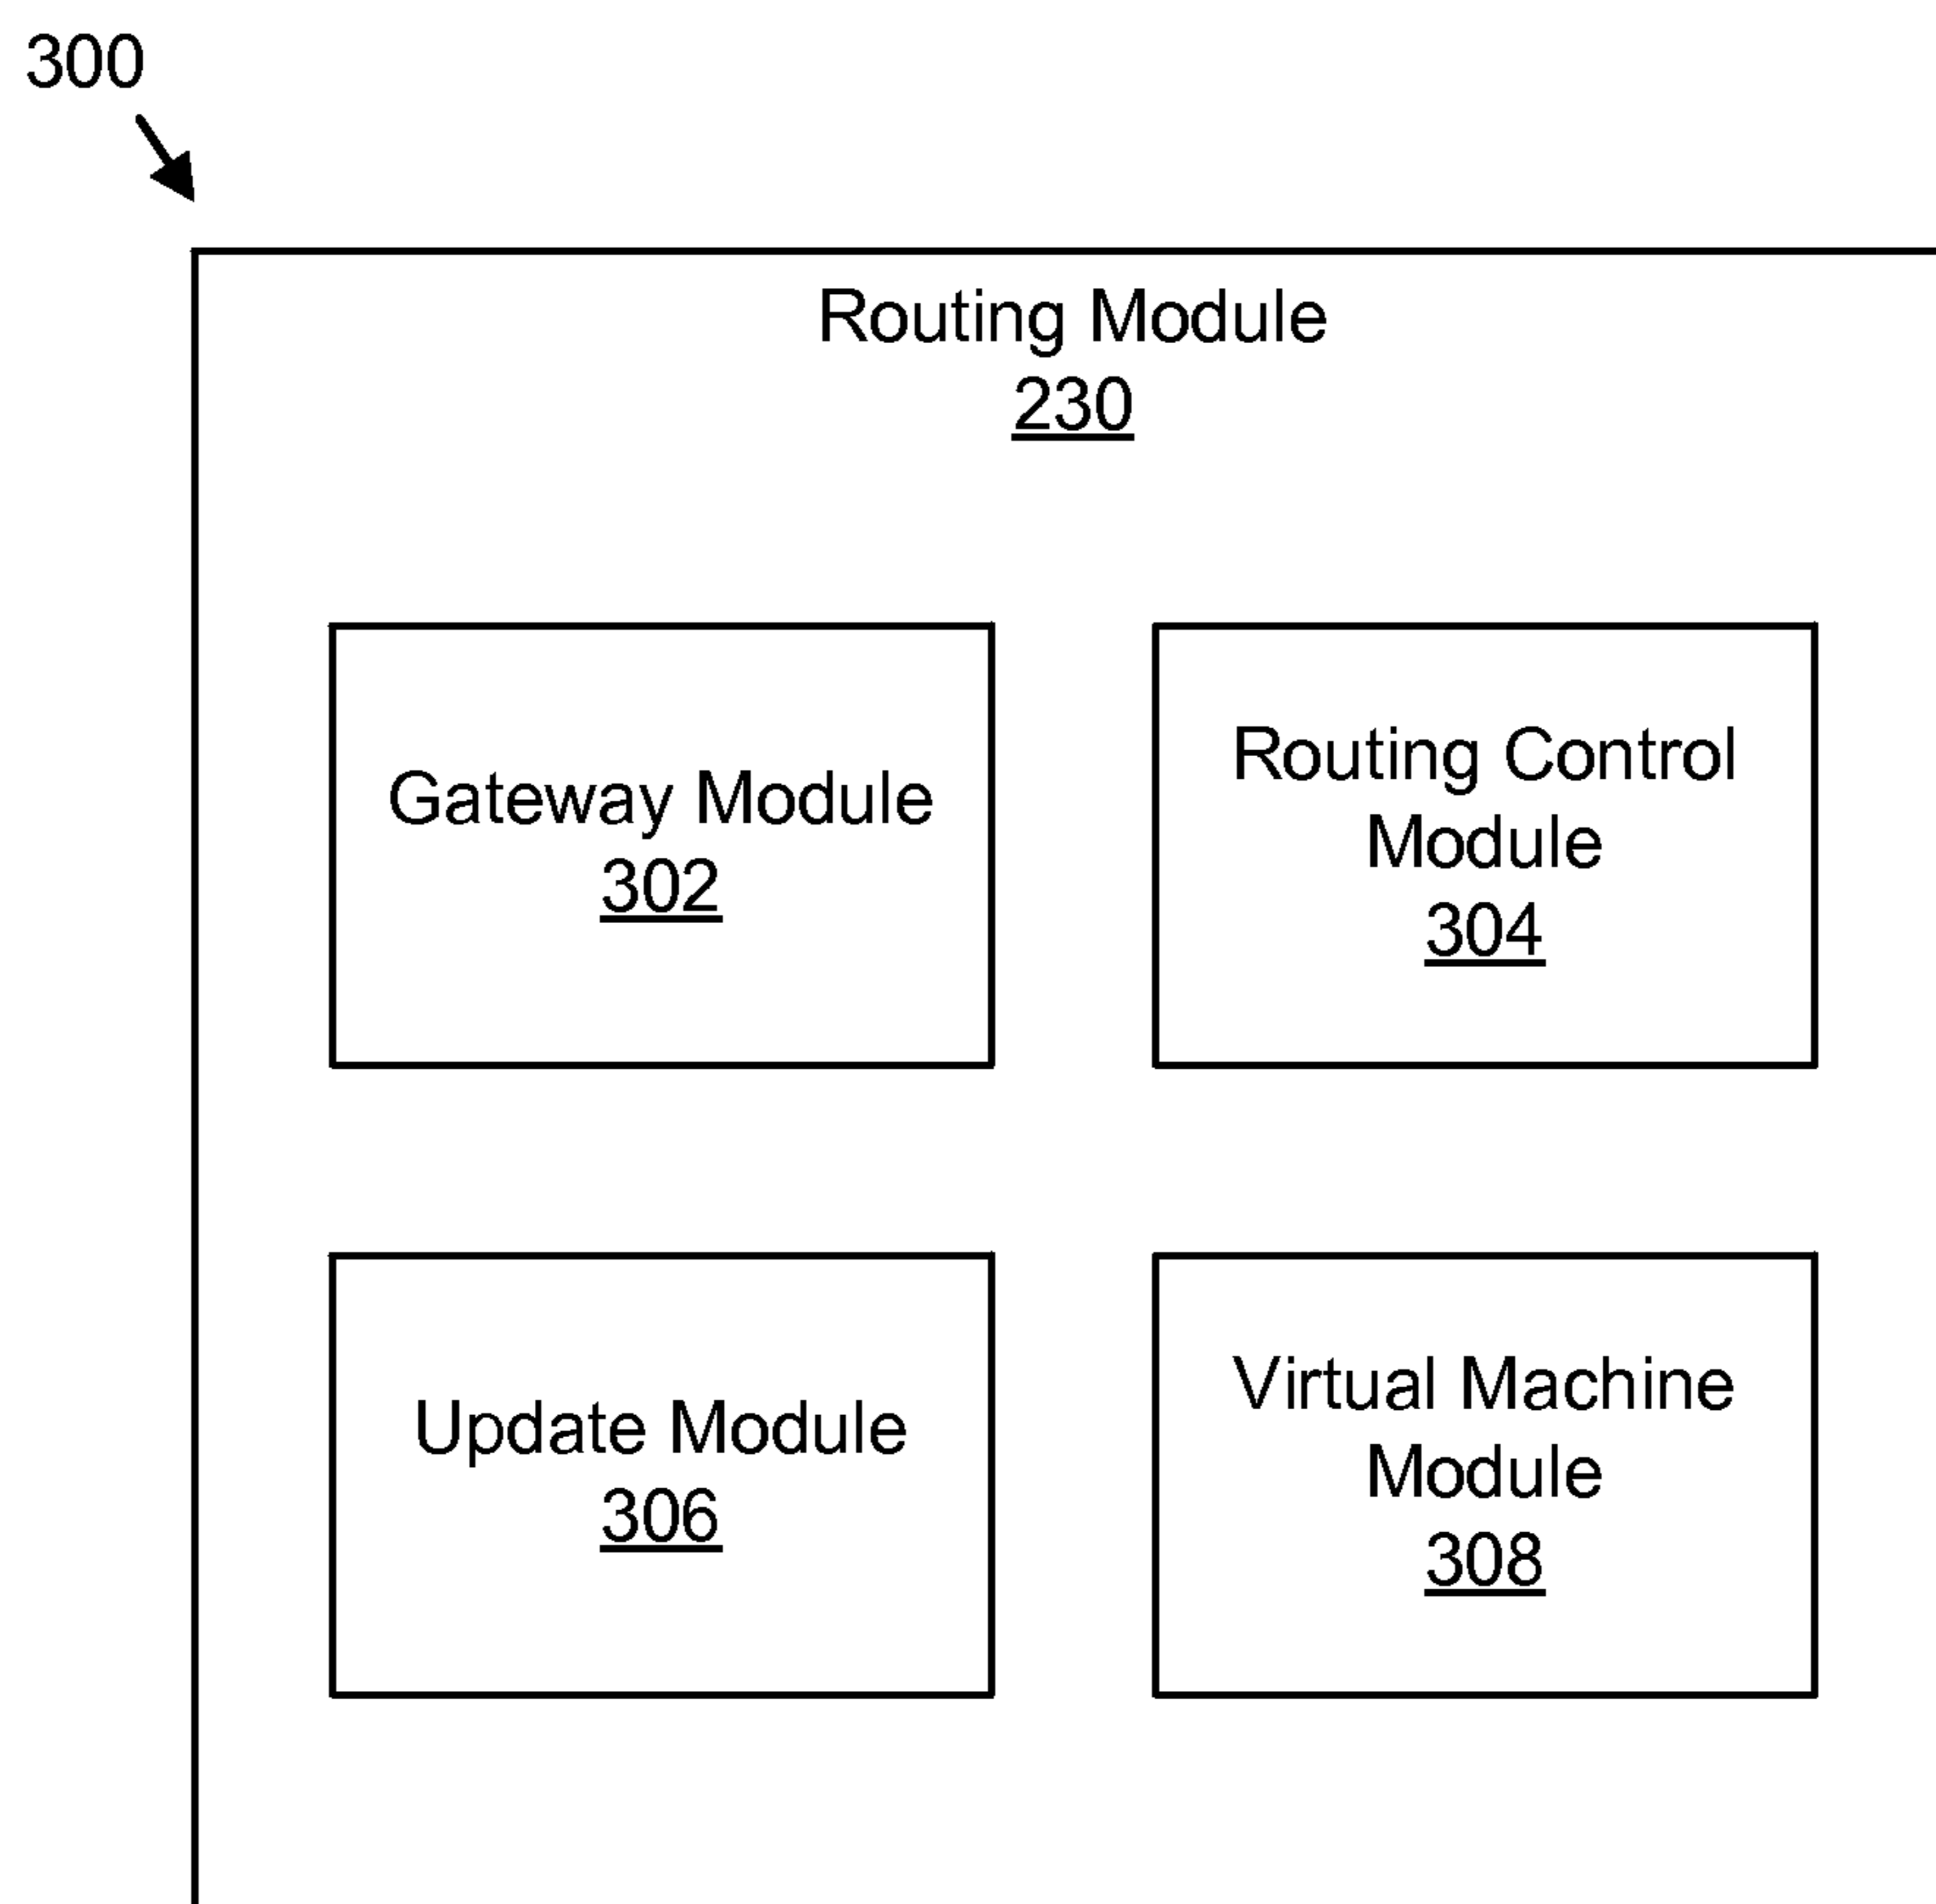 300
Routing Module
230
Gateway Module
302
Routing Control
Module
304
Update Module
306
Virtual Machine
Module
308